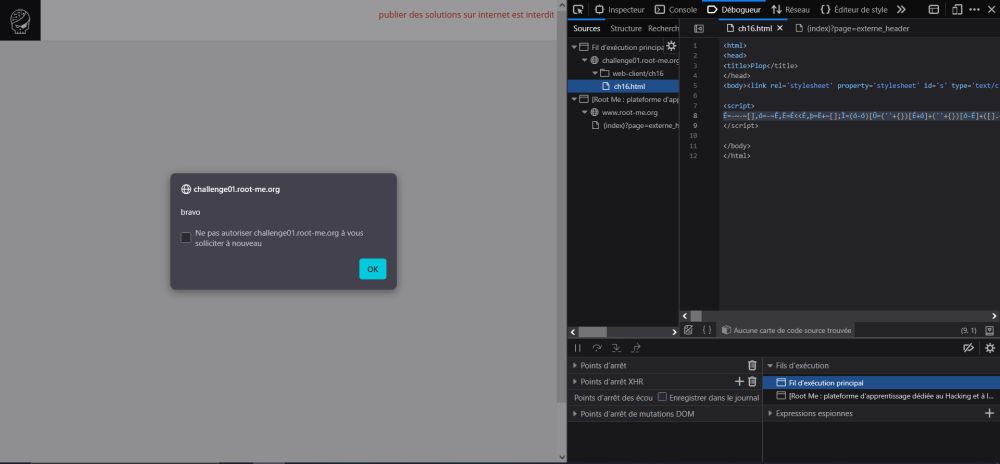 publier des solutions sur internet est interdit
challenge01.root-me.org
bravo
Ne pas autoriser challenge01.root-me.org à vous
solliciter à nouveau
OK
Inspecteur Console Débogueur Réseau Éditeur de style
Sources Structure Recherch
Fil d'exécution principal
challenge01.root-me.org
web-client/ch16
ch16.html
[Root Me : plateforme d'app
www.root-me.org
(index)?page=externe_h
ch16.html (index)?page=externe_header
1 <html>
2 <head>
3 <title>Plop</title>
4 </head>
5 <body><link rel='stylesheet' property='stylesheet' id='s' type='text/c
6
7 <script>
8
9 </script>
10
11 </body>
12 </html>
{ } Aucune carte de code source trouvée (9, 1)
Points d'arrêt
Points d'arrêt XHR
Points d'arrêt des écou Enregistrer dans le journal
Points d'arrêt de mutations DOM
Fils d'exécution
Fil d'exécution principal
[Root Me : plateforme d'apprentissage dédiée au Hacking et à l...
Expressions espionnes